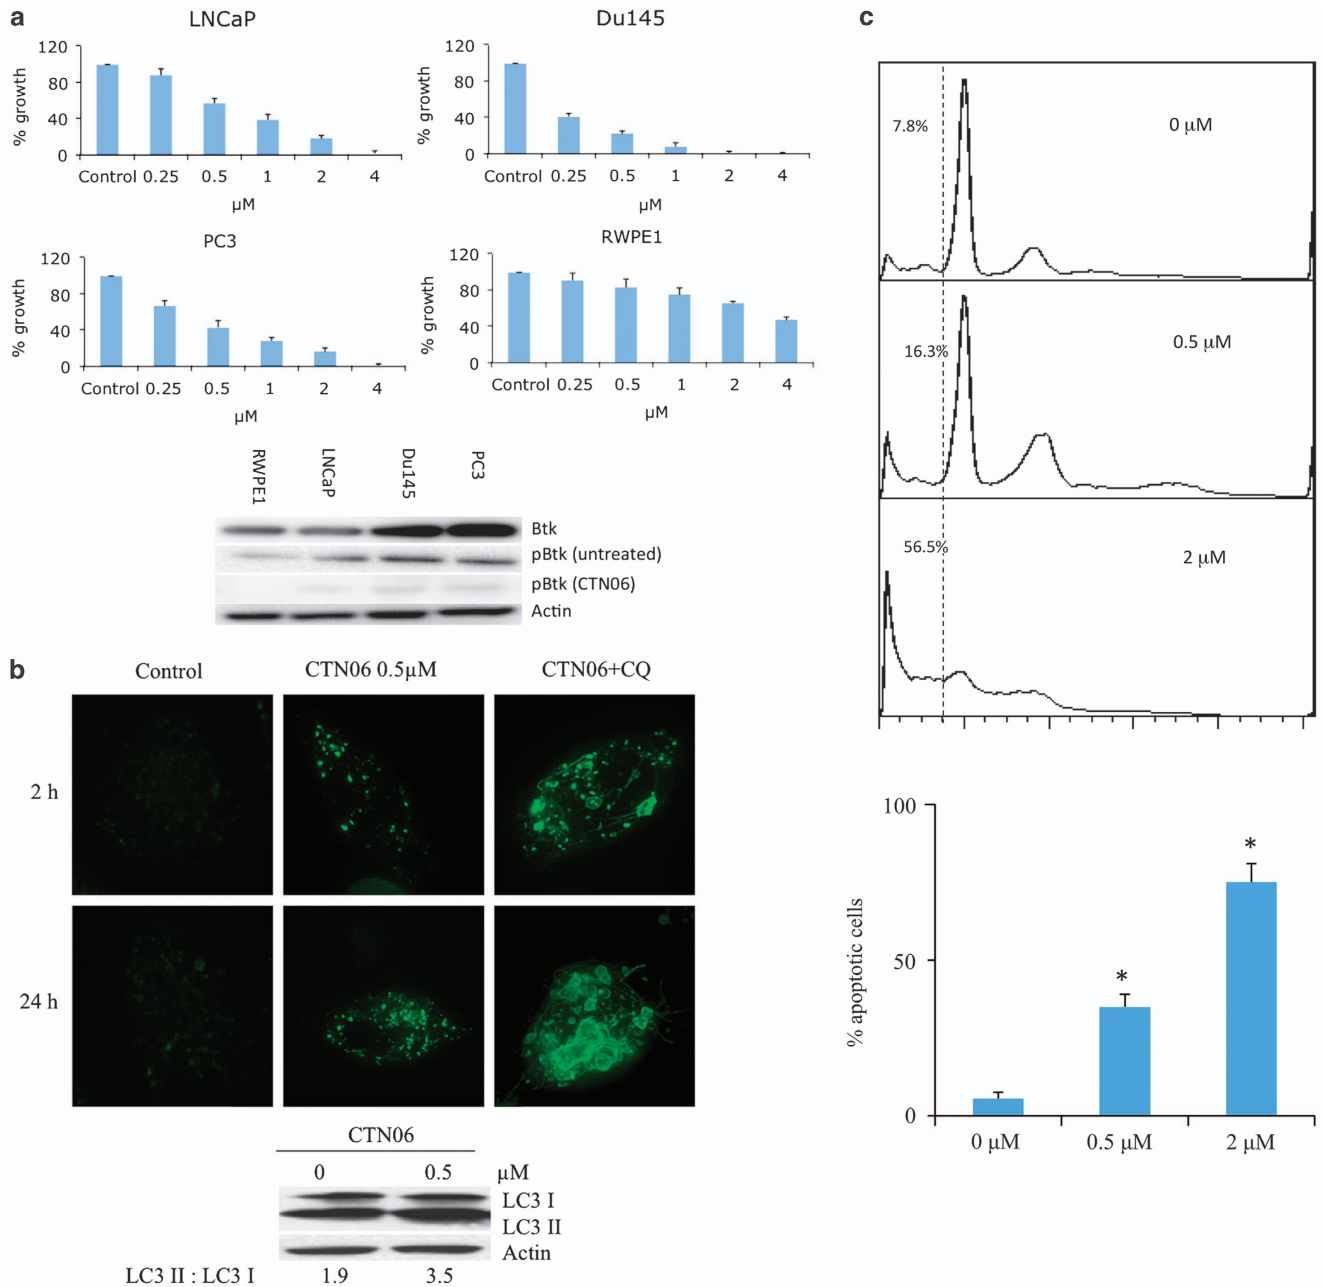 a
LNCaP
120
80
40
0
% growth
Control 0.25 0.5 1 2 4
µM
Du145
120
80
40
0
% growth
Control 0.25 0.5 1 2 4
µM
PC3
120
80
40
0
% growth
Control 0.25 0.5 1 2 4
µM
RWPE1
120
80
40
0
% growth
Control 0.25 0.5 1 2 4
µM
RWPE1 LNCaP Du145 PC3
Btk
pBtk (untreated)
pBtk (CTN06)
Actin
b
Control CTN06 0.5µM CTN06+CQ
2 h
24 h
CTN06
0 0.5 µM
LC3 I
LC3 II
Actin
LC3 II : LC3 I 1.9 3.5
c
7.8% 0 µM
16.3% 0.5 µM
56.5% 2 µM
100
50
0
% apoptotic cells
* *
0 µM 0.5 µM 2 µM